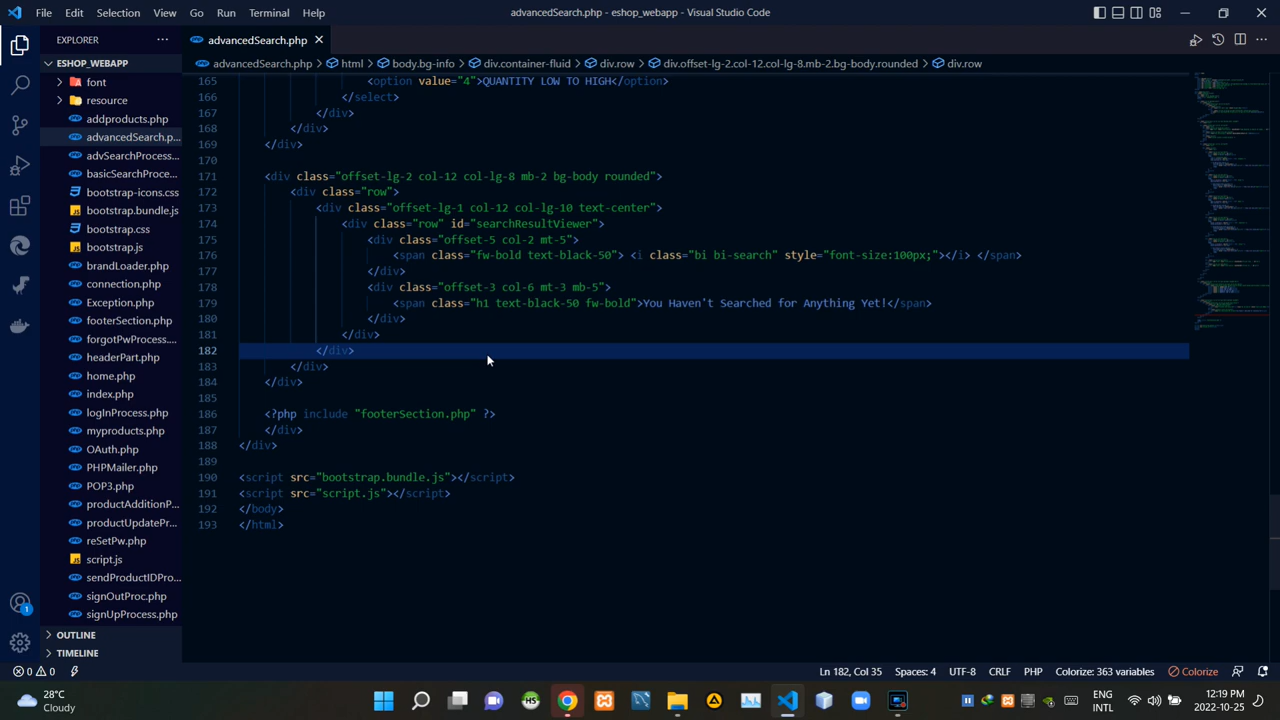 File Edit Selection View Go Run Terminal Help
advancedSearch.php - eshop_webapp - Visual Studio Code
EXPLORER
advancedSearch.php
ESHOP_WEBAPP
font
resource
addproducts.php
advancedSearch.p...
advSearchProcess...
basicSearchProce...
bootstrap-icons.css
bootstrap.bundle.js
bootstrap.css
bootstrap.js
brandLoader.php
connection.php
Exception.php
footerSection.php
forgotPwProcess....
headerPart.php
home.php
index.php
logInProcess.php
myproducts.php
OAuth.php
PHPMailer.php
POP3.php
productAdditionP...
productUpdatePr...
reSetPw.php
script.js
sendProductIDPro...
signOutProc.php
signUpProcess.php
OUTLINE
TIMELINE
advancedSearch.php > html > body.bg-info > div.container-fluid > div.row > div.offset-lg-2.col-12.col-lg-8.mb-2.bg-body.rounded > div.row
165 <option value="4">QUANTITY LOW TO HIGH</option>
166 </select>
167 </div>
168 </div>
169 </div>
170
171 <div class="offset-lg-2 col-12 col-lg-8 mb-2 bg-body rounded">
172 <div class="row">
173 <div class="offset-lg-1 col-12 col-lg-10 text-center">
174 <div class="row" id="searchResultViewer">
175 <div class="offset-5 col-2 mt-5">
176 <span class="fw-bold text-black-50"> <i class="bi bi-search" style="font-size:100px;"></i> </span>
177 </div>
178 <div class="offset-3 col-6 mt-3 mb-5">
179 <span class="h1 text-black-50 fw-bold">You Haven't Searched for Anything Yet!</span>
180 </div>
181 </div>
182 </div>
183 </div>
184 </div>
185
186 <?php include "footerSection.php" ?>
187 </div>
188 </div>
189
190 <script src="bootstrap.bundle.js"></script>
191 <script src="script.js"></script>
192 </body>
193 </html>
0 0 Ln 182, Col 35 Spaces: 4 UTF-8 CRLF PHP Colorize: 363 variables Colorize
1
28°C
Cloudy
HS
ENG
INTL
12:19 PM
2022-10-25